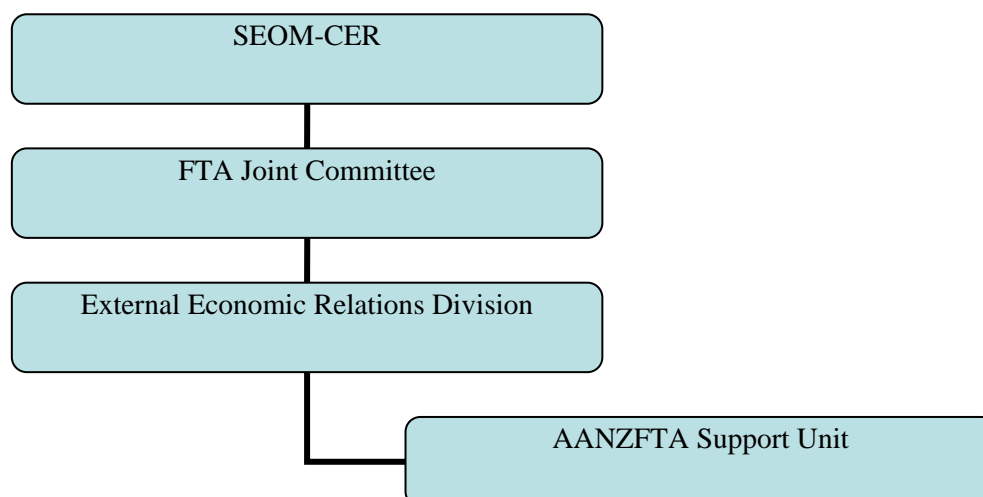 SEOM-CER
FTA Joint Committee
External Economic Relations Division
AANZFTA Support Unit